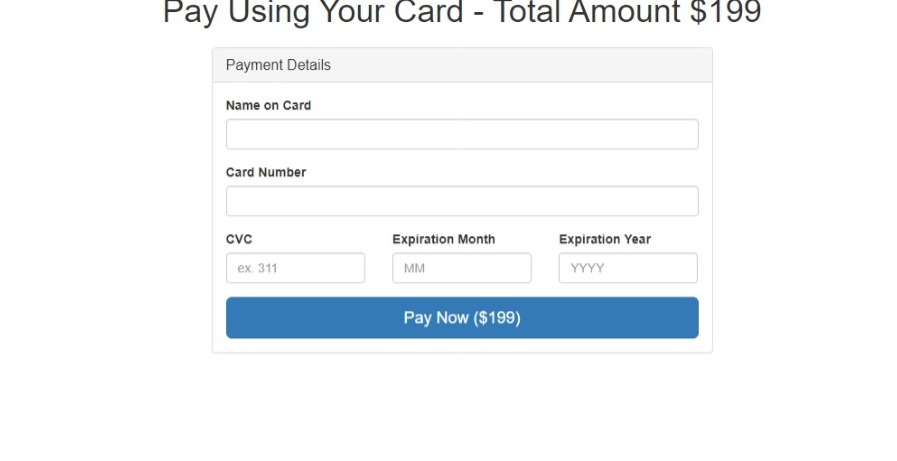 Pay Using Your Card - Total Amount $199
Payment Details
Name on Card
Card Number
CVC Expiration Month Expiration Year
ex. 311 MM YYYY
Pay Now ($199)